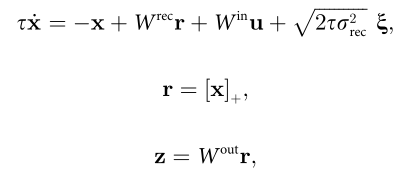 τẋ = −x + W^rec r + W^in u + √(2τσ²_rec) ξ,
r = [x]₊,
z = W^out r,